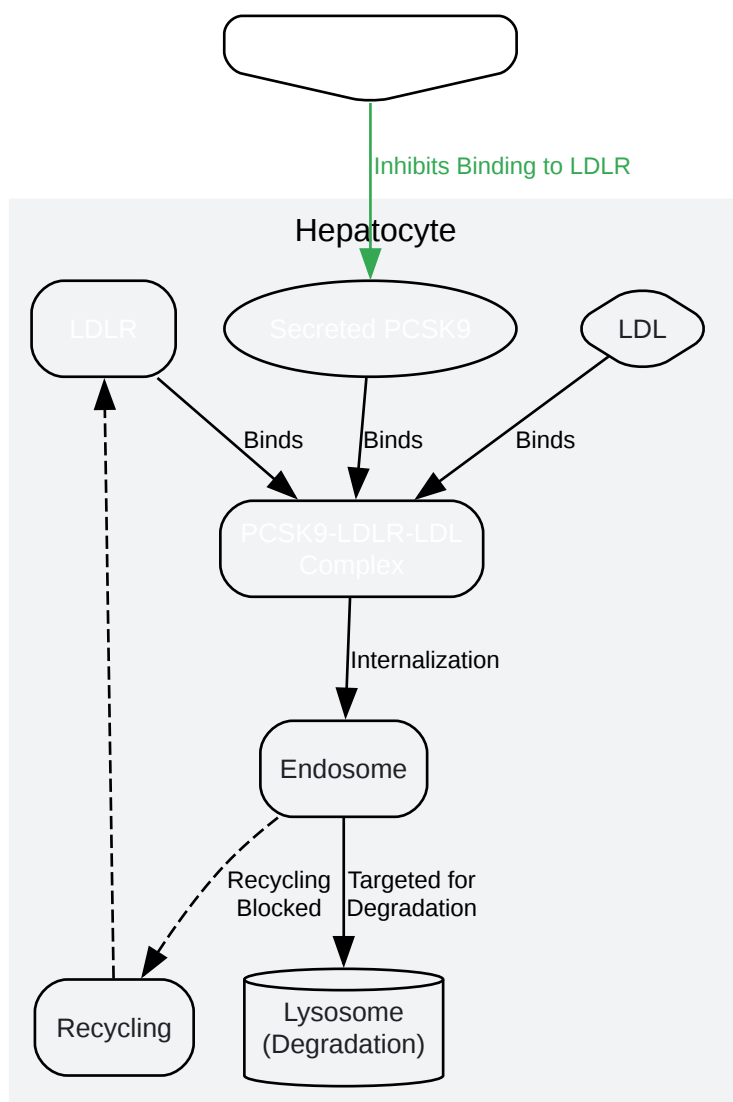 Inhibits Binding to LDLR
Hepatocyte
LDLR
Secreted PCSK9
LDL
Binds
Binds
Binds
PCSK9-LDLR-LDL
Complex
Internalization
Endosome
Recycling
Blocked
Targeted for
Degradation
Recycling
Lysosome
(Degradation)